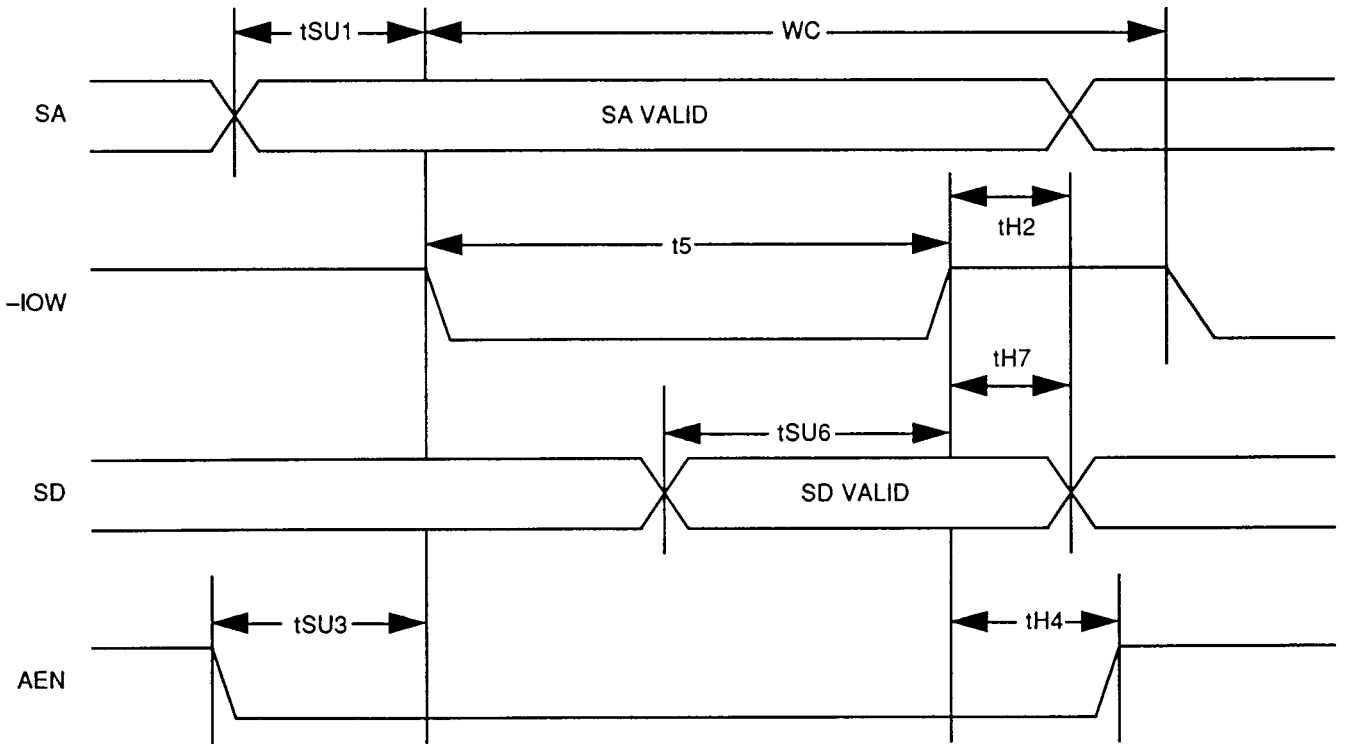 tSU1
WC
SA
SA VALID
tH2
t5
–IOW
tH7
tSU6
SD
SD VALID
tSU3
tH4
AEN